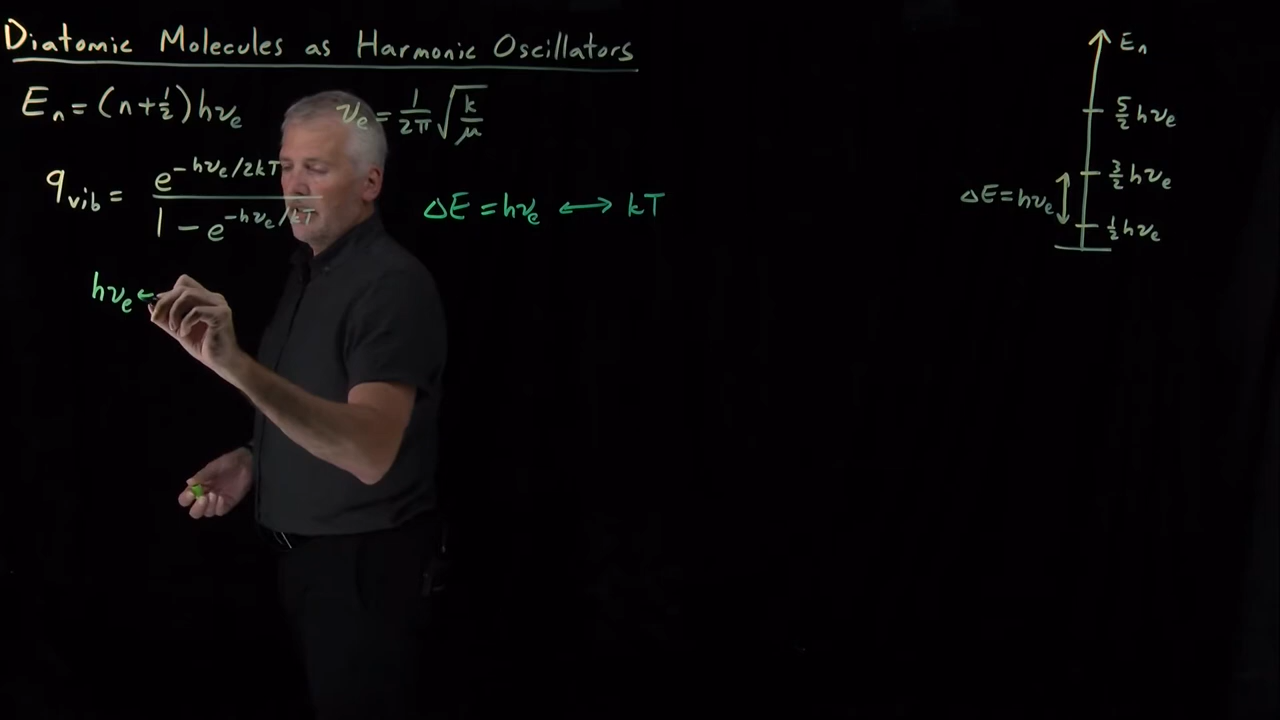 Diatomic Molecules as Harmonic Oscillators
Eₙ = (n+½)hνₑ
νₑ = 1/2π √(k/μ)
q_vib = e^(-hνₑ/2kT) / (1 - e^(-hνₑ/kT))
ΔE = hνₑ ⟷ kT
hνₑ <
Eₙ
5/2 hνₑ
3/2 hνₑ
ΔE = hνₑ
½ hνₑ